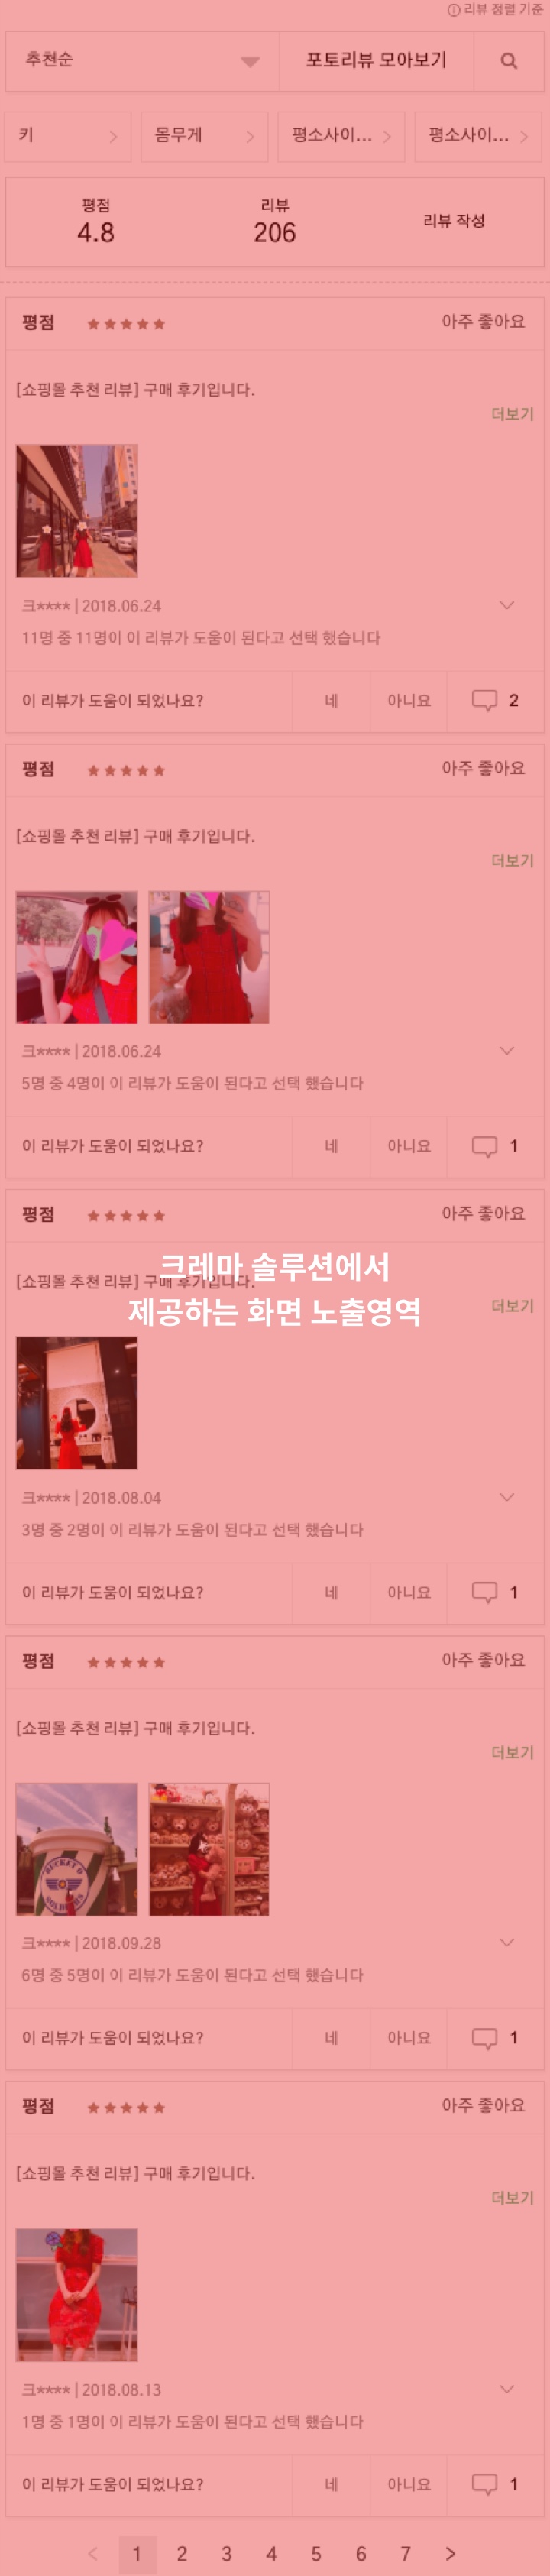 ⓘ 리뷰 정렬 기준
추천순 포토리뷰 모아보기
키 몸무게 평소사이... 평소사이...
평점 리뷰 리뷰 작성
4.8 206
평점 ★★★★★ 아주 좋아요
[쇼핑몰 추천 리뷰] 구매 후기입니다.
더보기
크**** | 2018.06.24
11명 중 11명이 이 리뷰가 도움이 된다고 선택 했습니다
이 리뷰가 도움이 되었나요? 네 아니요 2
평점 ★★★★★ 아주 좋아요
[쇼핑몰 추천 리뷰] 구매 후기입니다.
더보기
크**** | 2018.06.24
5명 중 4명이 이 리뷰가 도움이 된다고 선택 했습니다
이 리뷰가 도움이 되었나요? 네 아니요 1
평점 ★★★★★ 아주 좋아요
크레마 솔루션에서
[쇼핑몰 추천 리뷰] 구매 후기입니다.
제공하는 화면 노출영역
더보기
크**** | 2018.08.04
3명 중 2명이 이 리뷰가 도움이 된다고 선택 했습니다
이 리뷰가 도움이 되었나요? 네 아니요 1
평점 ★★★★★ 아주 좋아요
[쇼핑몰 추천 리뷰] 구매 후기입니다.
더보기
BUCKET O
SOLDIERS
크**** | 2018.09.28
6명 중 5명이 이 리뷰가 도움이 된다고 선택 했습니다
이 리뷰가 도움이 되었나요? 네 아니요 1
평점 ★★★★★ 아주 좋아요
[쇼핑몰 추천 리뷰] 구매 후기입니다.
더보기
크**** | 2018.08.13
1명 중 1명이 이 리뷰가 도움이 된다고 선택 했습니다
이 리뷰가 도움이 되었나요? 네 아니요 1
< 1 2 3 4 5 6 7 >